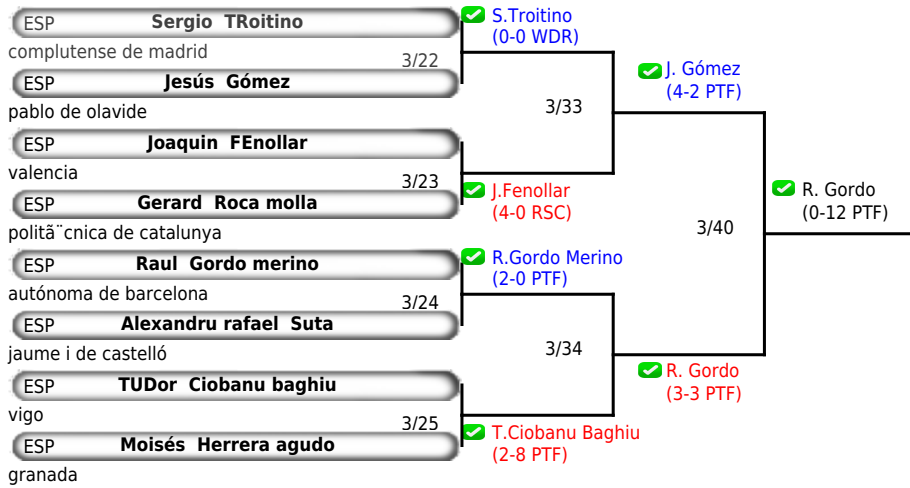 ESP Sergio TRoitino
complutense de madrid
3/22
ESP Jesús Gómez
pablo de olavide
ESP Joaquin FEnollar
valencia
3/23
ESP Gerard Roca molla
politã¨cnica de catalunya
ESP Raul Gordo merino
autónoma de barcelona
3/24
ESP Alexandru rafael Suta
jaume i de castelló
ESP TUDor Ciobanu baghiu
vigo
3/25
ESP Moisés Herrera agudo
granada
S.Troitino
(0-0 WDR)
3/33
J.Fenollar
(4-0 RSC)
R.Gordo Merino
(2-0 PTF)
3/34
T.Ciobanu Baghiu
(2-8 PTF)
J. Gómez
(4-2 PTF)
3/40
R. Gordo
(3-3 PTF)
R. Gordo
(0-12 PTF)